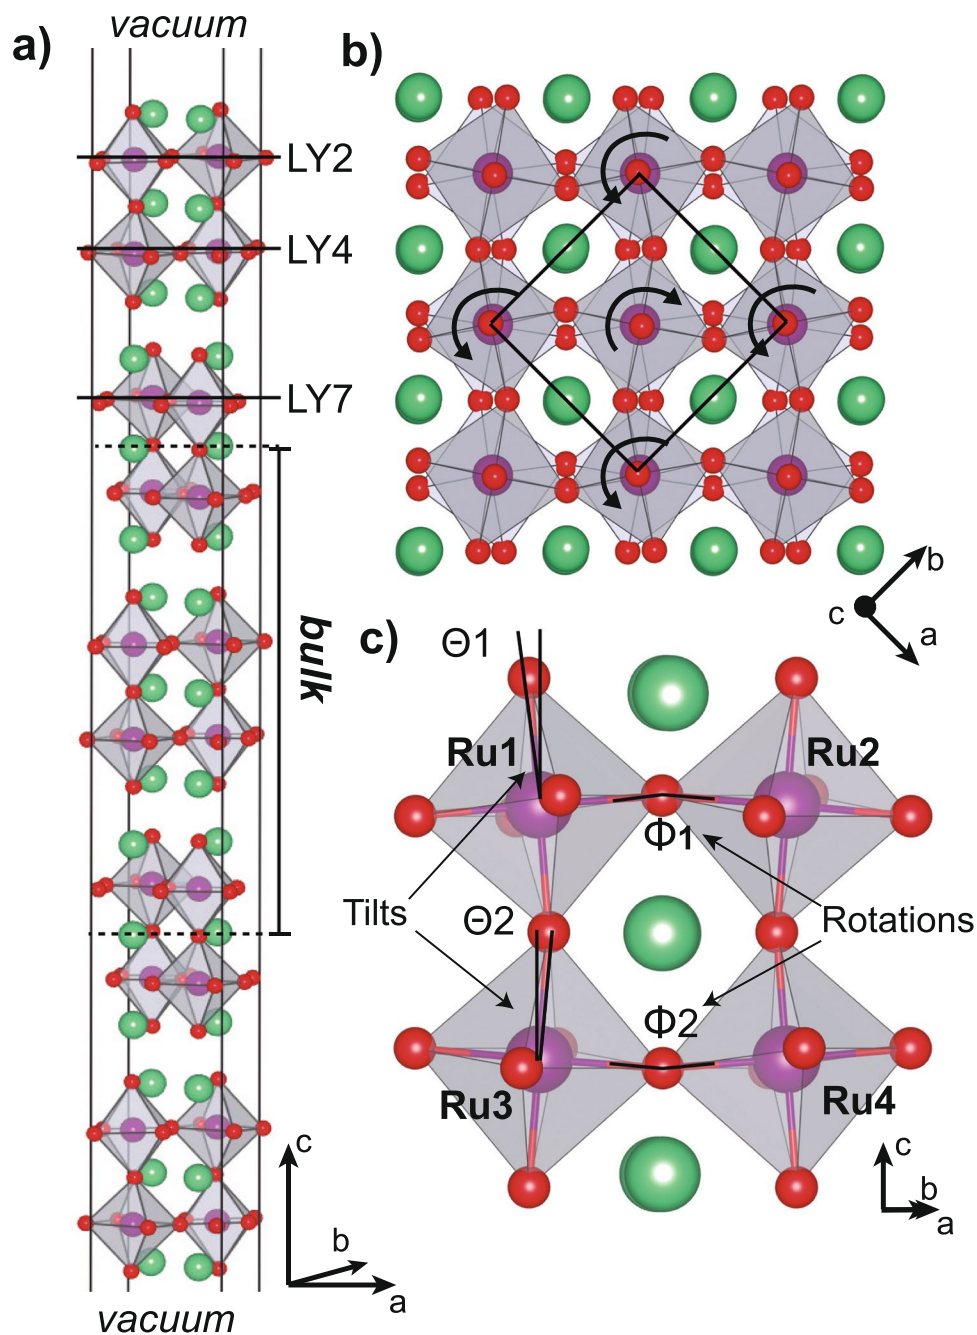 a)
vacuum
LY2
LY4
LY7
bulk
c
b
a
vacuum
b)
b
c
a
c)
Θ1
Ru1
Ru2
Φ1
Tilts
Θ2
Rotations
Φ2
Ru3
Ru4
c
b
a